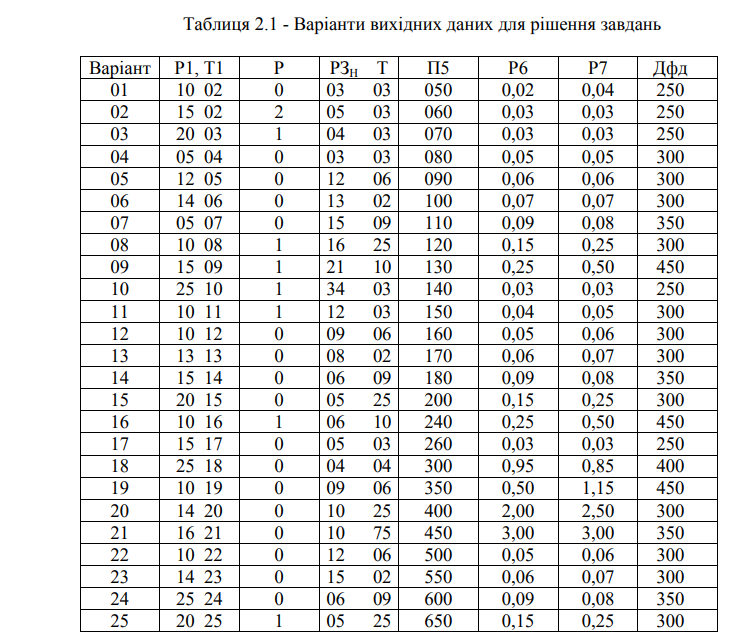 Таблиця 2.1 - Варіанти вихідних даних для рішення завдань
Варіант Р1, Т1 Р РЗн Т П5 Р6 Р7 Дфд
01 10 02 0 03 03 050 0,02 0,04 250
02 15 02 2 05 03 060 0,03 0,03 250
03 20 03 1 04 03 070 0,03 0,03 250
04 05 04 0 03 03 080 0,05 0,05 300
05 12 05 0 12 06 090 0,06 0,06 300
06 14 06 0 13 02 100 0,07 0,07 300
07 05 07 0 15 09 110 0,09 0,08 350
08 10 08 1 16 25 120 0,15 0,25 300
09 15 09 1 21 10 130 0,25 0,50 450
10 25 10 1 34 03 140 0,03 0,03 250
11 10 11 1 12 03 150 0,04 0,05 300
12 10 12 0 09 06 160 0,05 0,06 300
13 13 13 0 08 02 170 0,06 0,07 300
14 15 14 0 06 09 180 0,09 0,08 350
15 20 15 0 05 25 200 0,15 0,25 300
16 10 16 1 06 10 240 0,25 0,50 450
17 15 17 0 05 03 260 0,03 0,03 250
18 25 18 0 04 04 300 0,95 0,85 400
19 10 19 0 09 06 350 0,50 1,15 450
20 14 20 0 10 25 400 2,00 2,50 300
21 16 21 0 10 75 450 3,00 3,00 350
22 10 22 0 12 06 500 0,05 0,06 300
23 14 23 0 15 02 550 0,06 0,07 300
24 25 24 0 06 09 600 0,09 0,08 350
25 20 25 1 05 25 650 0,15 0,25 300